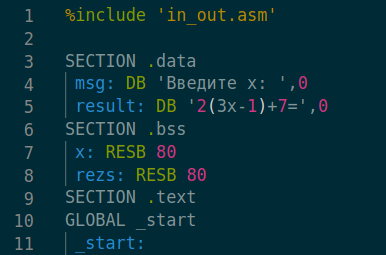 1 %include 'in_out.asm'
2
3 SECTION .data
4 msg: DB 'Введите x: ',0
5 result: DB '2(3x-1)+7=',0
6 SECTION .bss
7 x: RESB 80
8 rezs: RESB 80
9 SECTION .text
10 GLOBAL _start
11 _start: